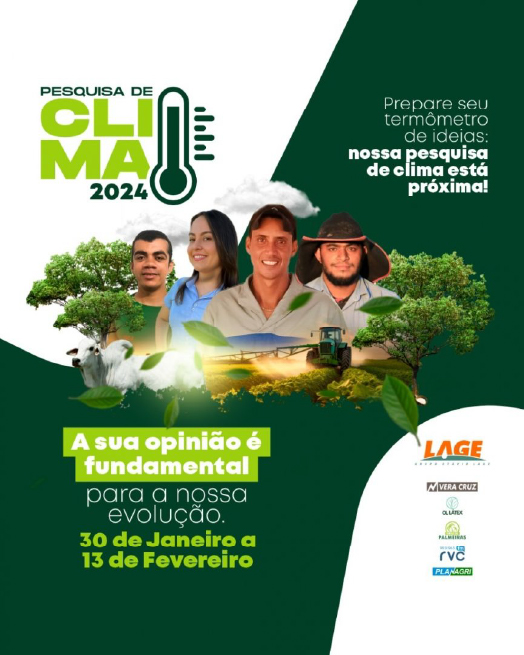 PESQUISA DE
CLI
MA
2024
Prepare seu
termômetro
de ideias:
nossa pesquisa
de clima está
próxima!
A sua opinião é
fundamental
para a nossa
evolução.
30 de Janeiro a
13 de Fevereiro
LAGE
VERA CRUZ
OL LÁTEX
PALMEIRAS
rvc
PLANAGRI